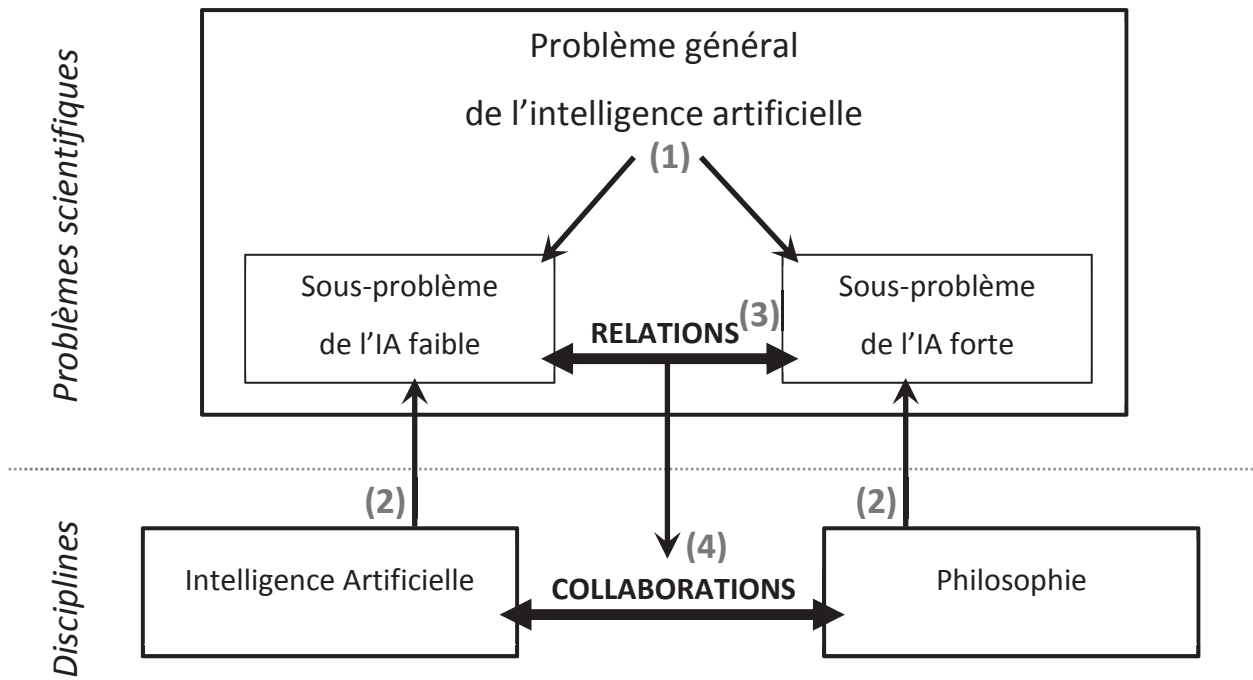 Problèmes scientifiques
Problème général
de l’intelligence artificielle
(1)
Sous-problème
de l’IA faible
RELATIONS
(3)
Sous-problème
de l’IA forte
Disciplines
(2)
(2)
(4)
Intelligence Artificielle
COLLABORATIONS
Philosophie